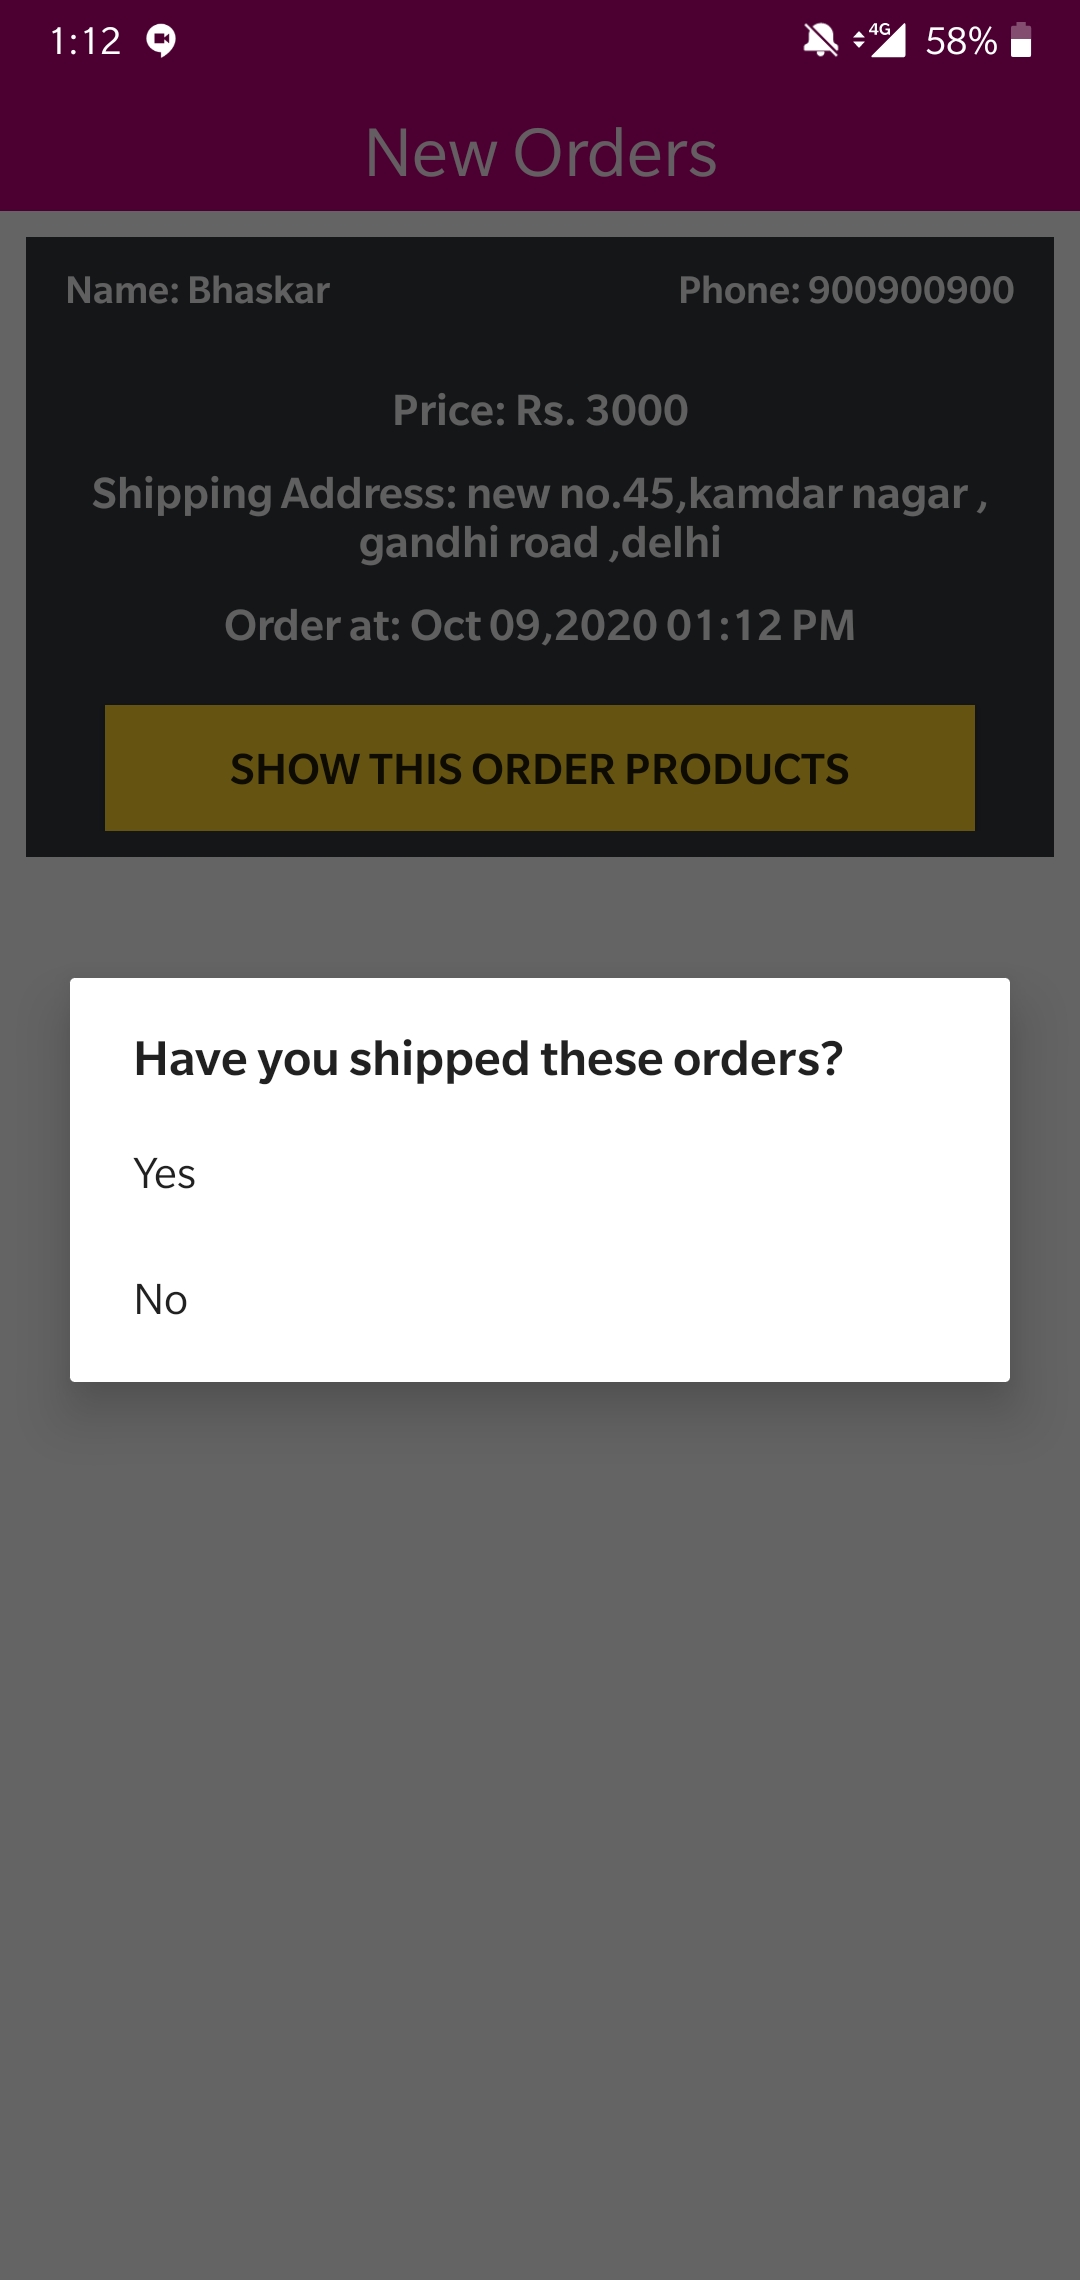 1:12
4G 58%
New Orders
Name: Bhaskar
Phone: 900900900
Price: Rs. 3000
Shipping Address: new no.45,kamdar nagar ,
gandhi road ,delhi
Order at: Oct 09,2020 01:12 PM
SHOW THIS ORDER PRODUCTS
Have you shipped these orders?
Yes
No